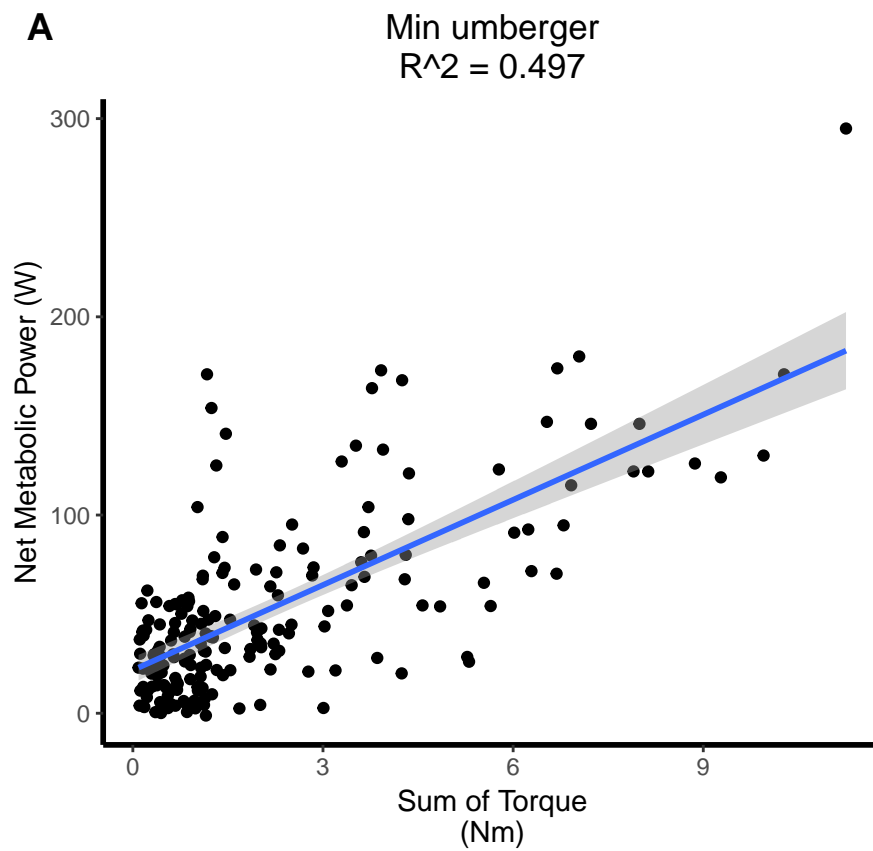 A
Min umberger
R^2 = 0.497
300
200
100
0
Net Metabolic Power (W)
0 3 6 9
Sum of Torque
(Nm)